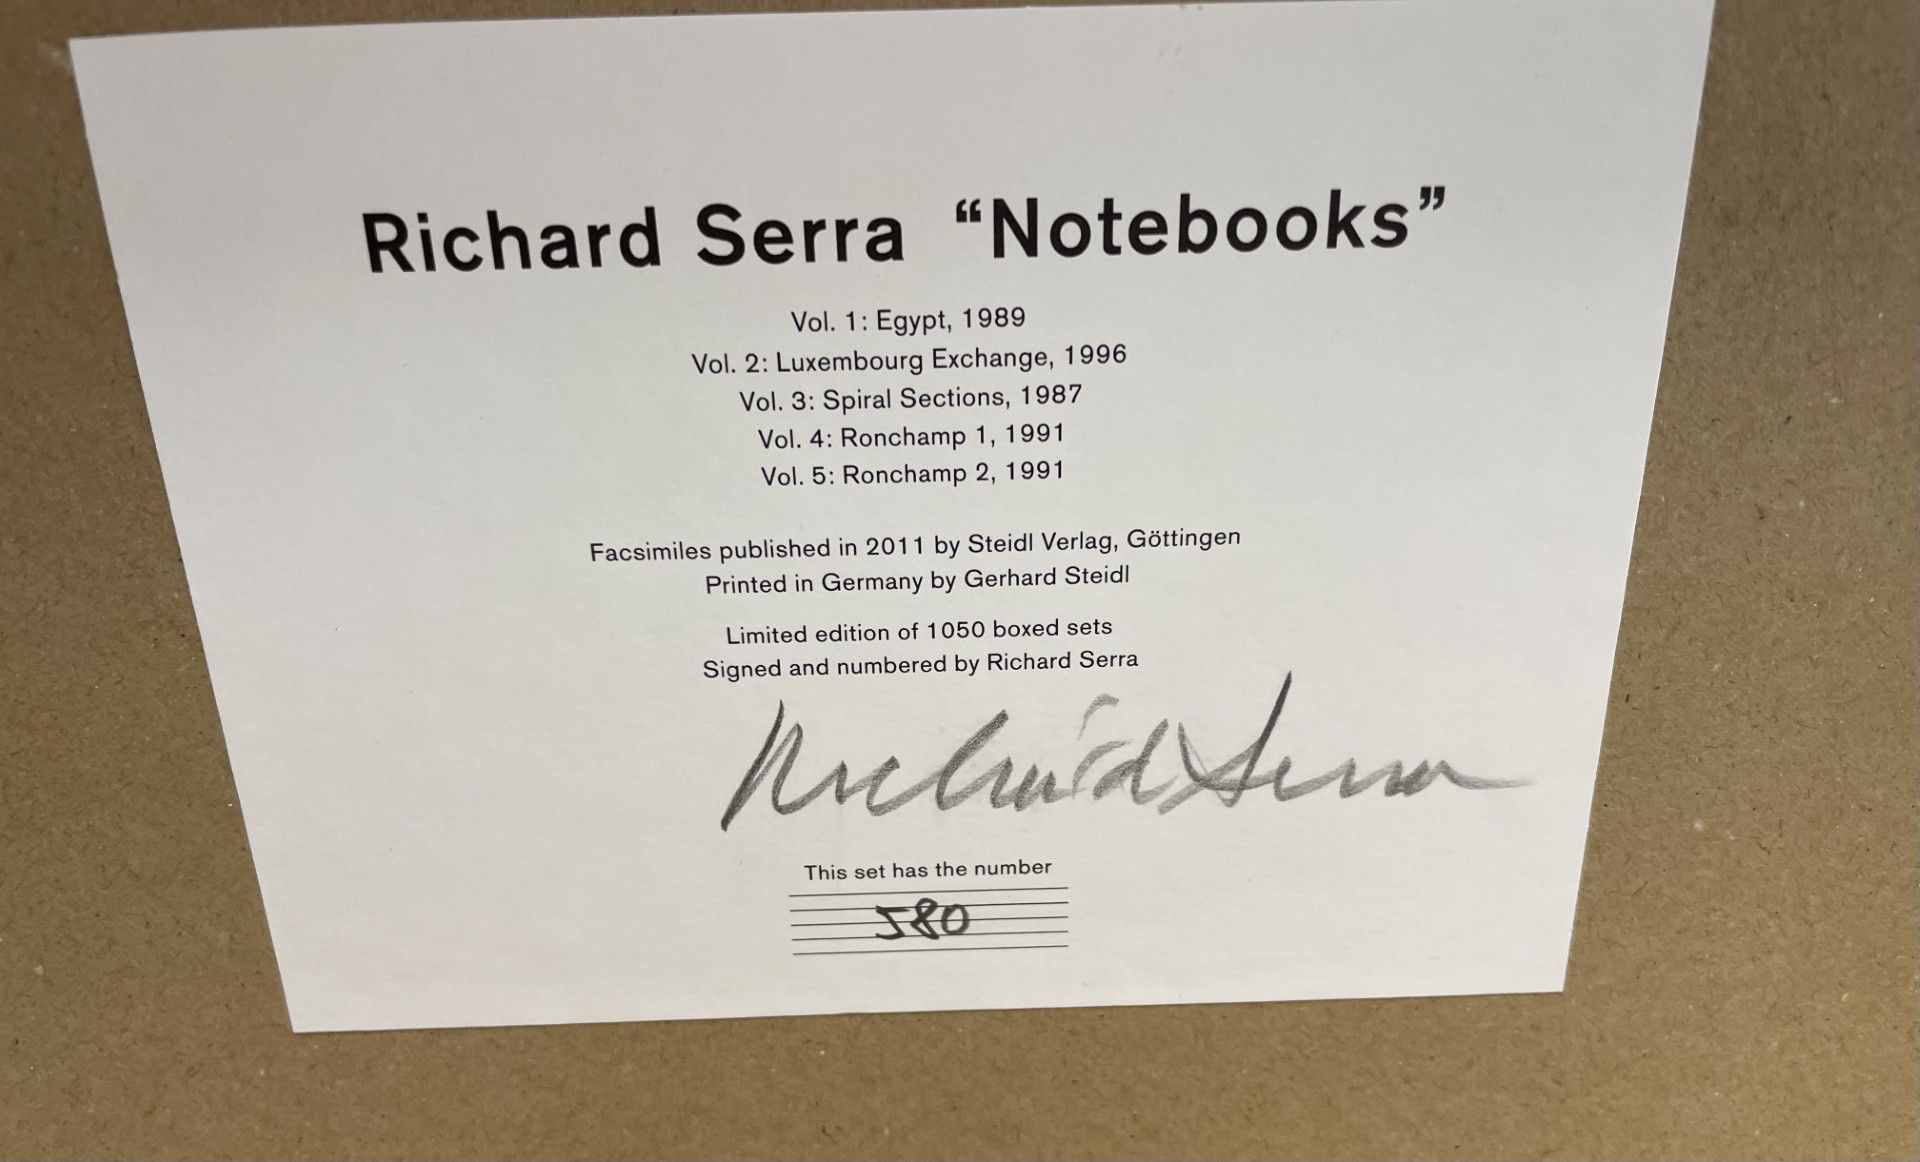 Richard Serra “Notebooks”
Vol. 1: Egypt, 1989
Vol. 2: Luxembourg Exchange, 1996
Vol. 3: Spiral Sections, 1987
Vol. 4: Ronchamp 1, 1991
Vol. 5: Ronchamp 2, 1991
Facsimiles published in 2011 by Steidl Verlag, Göttingen
Printed in Germany by Gerhard Steidl
Limited edition of 1050 boxed sets
Signed and numbered by Richard Serra
Richard Serra
This set has the number
580